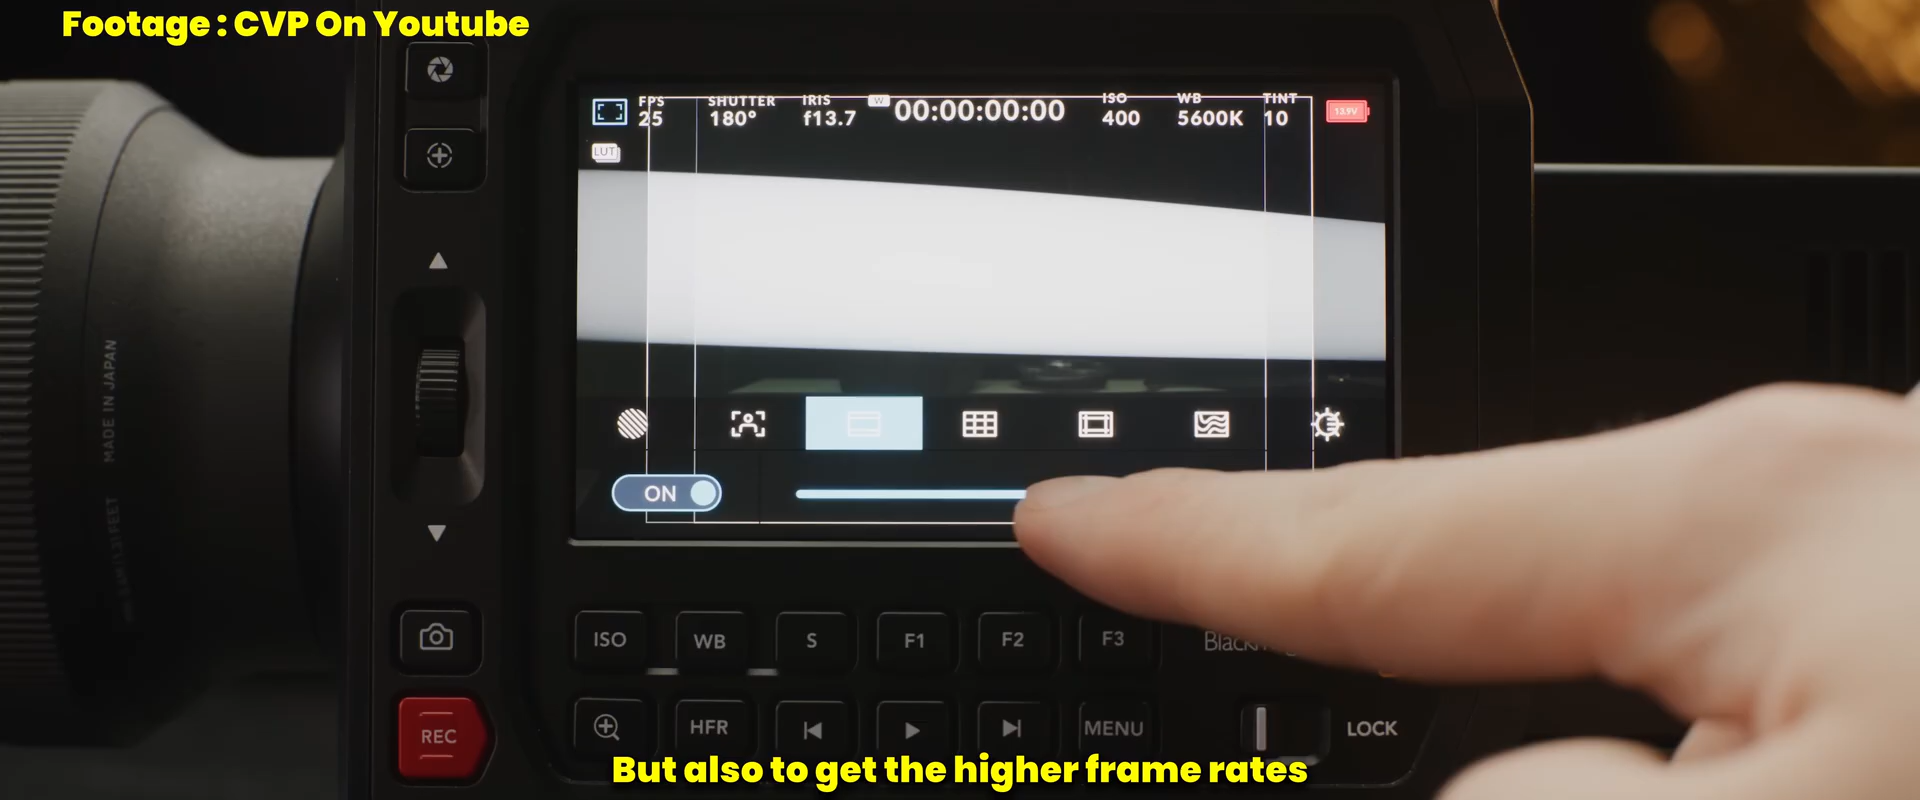 Footage : CVP On Youtube
FPS SHUTTER IRIS W 00:00:00:00 ISO WB TINT
25 180° f13.7 400 5600K 10 13.9V
LUT
MADE IN JAPAN
ON
ISO WB S F1 F2 F3
REC HFR MENU LOCK
But also to get the higher frame rates